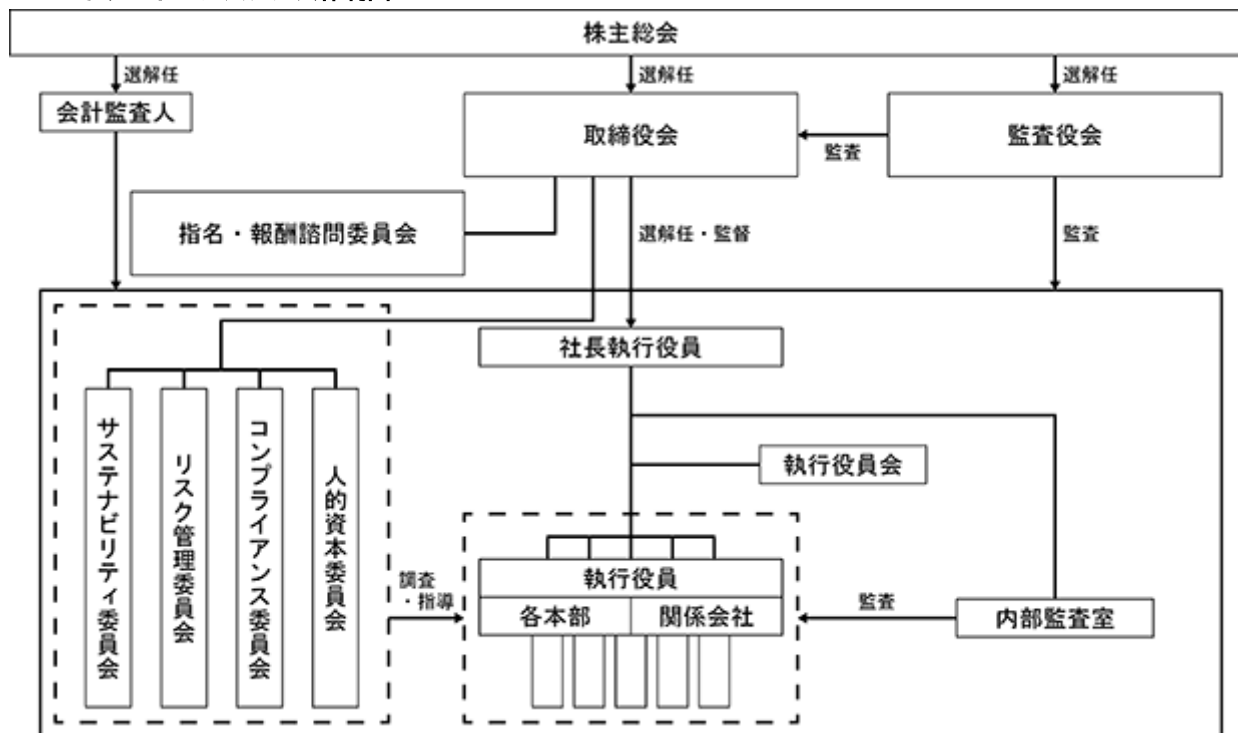 株主総会
選解任
選解任
選解任
会計監査人
取締役会
監査役会
監査
指名・報酬諮問委員会
選解任・監督
監査
社長執行役員
サステナビリティ委員会
リスク管理委員会
コンプライアンス委員会
人的資本委員会
執行役員会
調査
・指導
執行役員
各本部
関係会社
監査
内部監査室